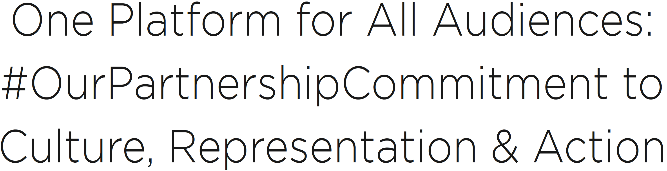 One Platform for All Audiences:
#OurPartnershipCommitment to
Culture, Representation & Action